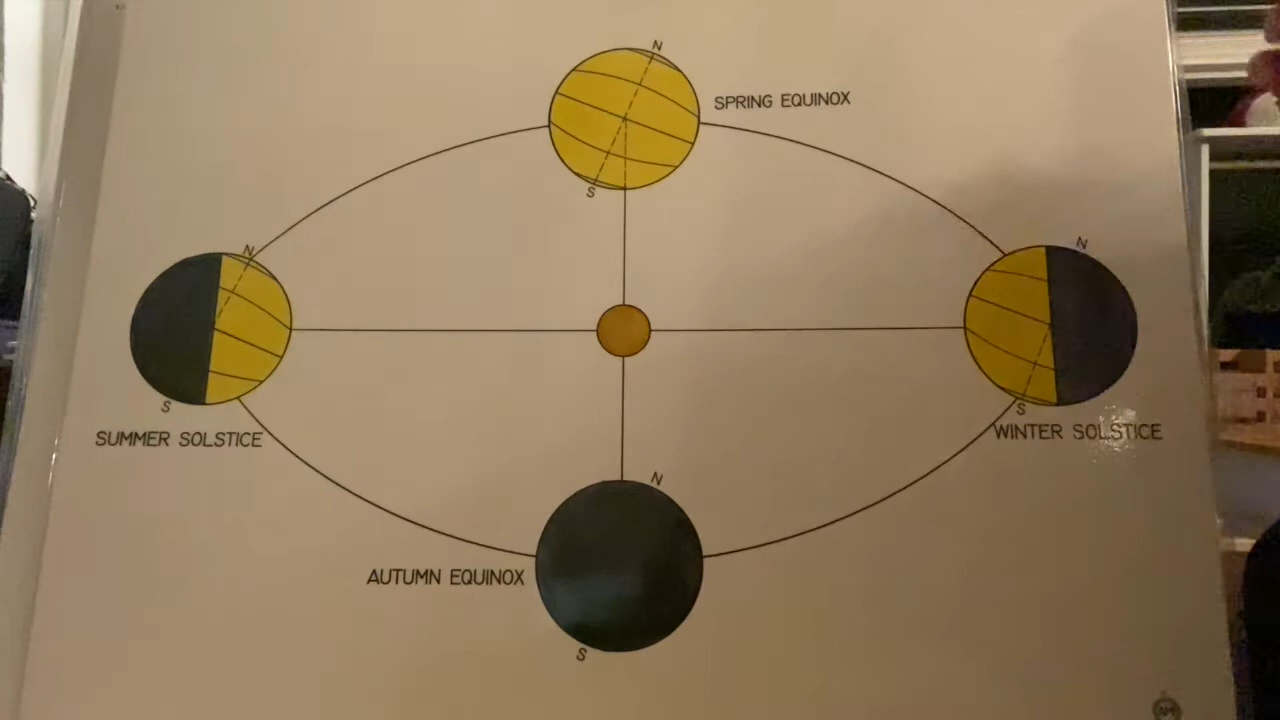 N
SPRING EQUINOX
S
N
N
S
SUMMER SOLSTICE
S
WINTER SOLSTICE
N
AUTUMN EQUINOX
S